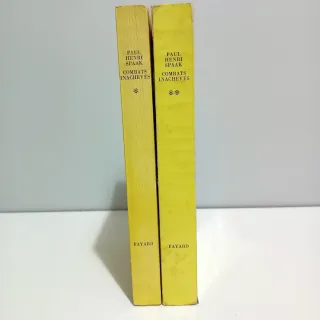 PAUL
HENRI
SPAAK
COMBATS
INACHEVÉS
*
FAYARD
PAUL
HENRI
SPAAK
COMBATS
INACHEVÉS
**
FAYARD